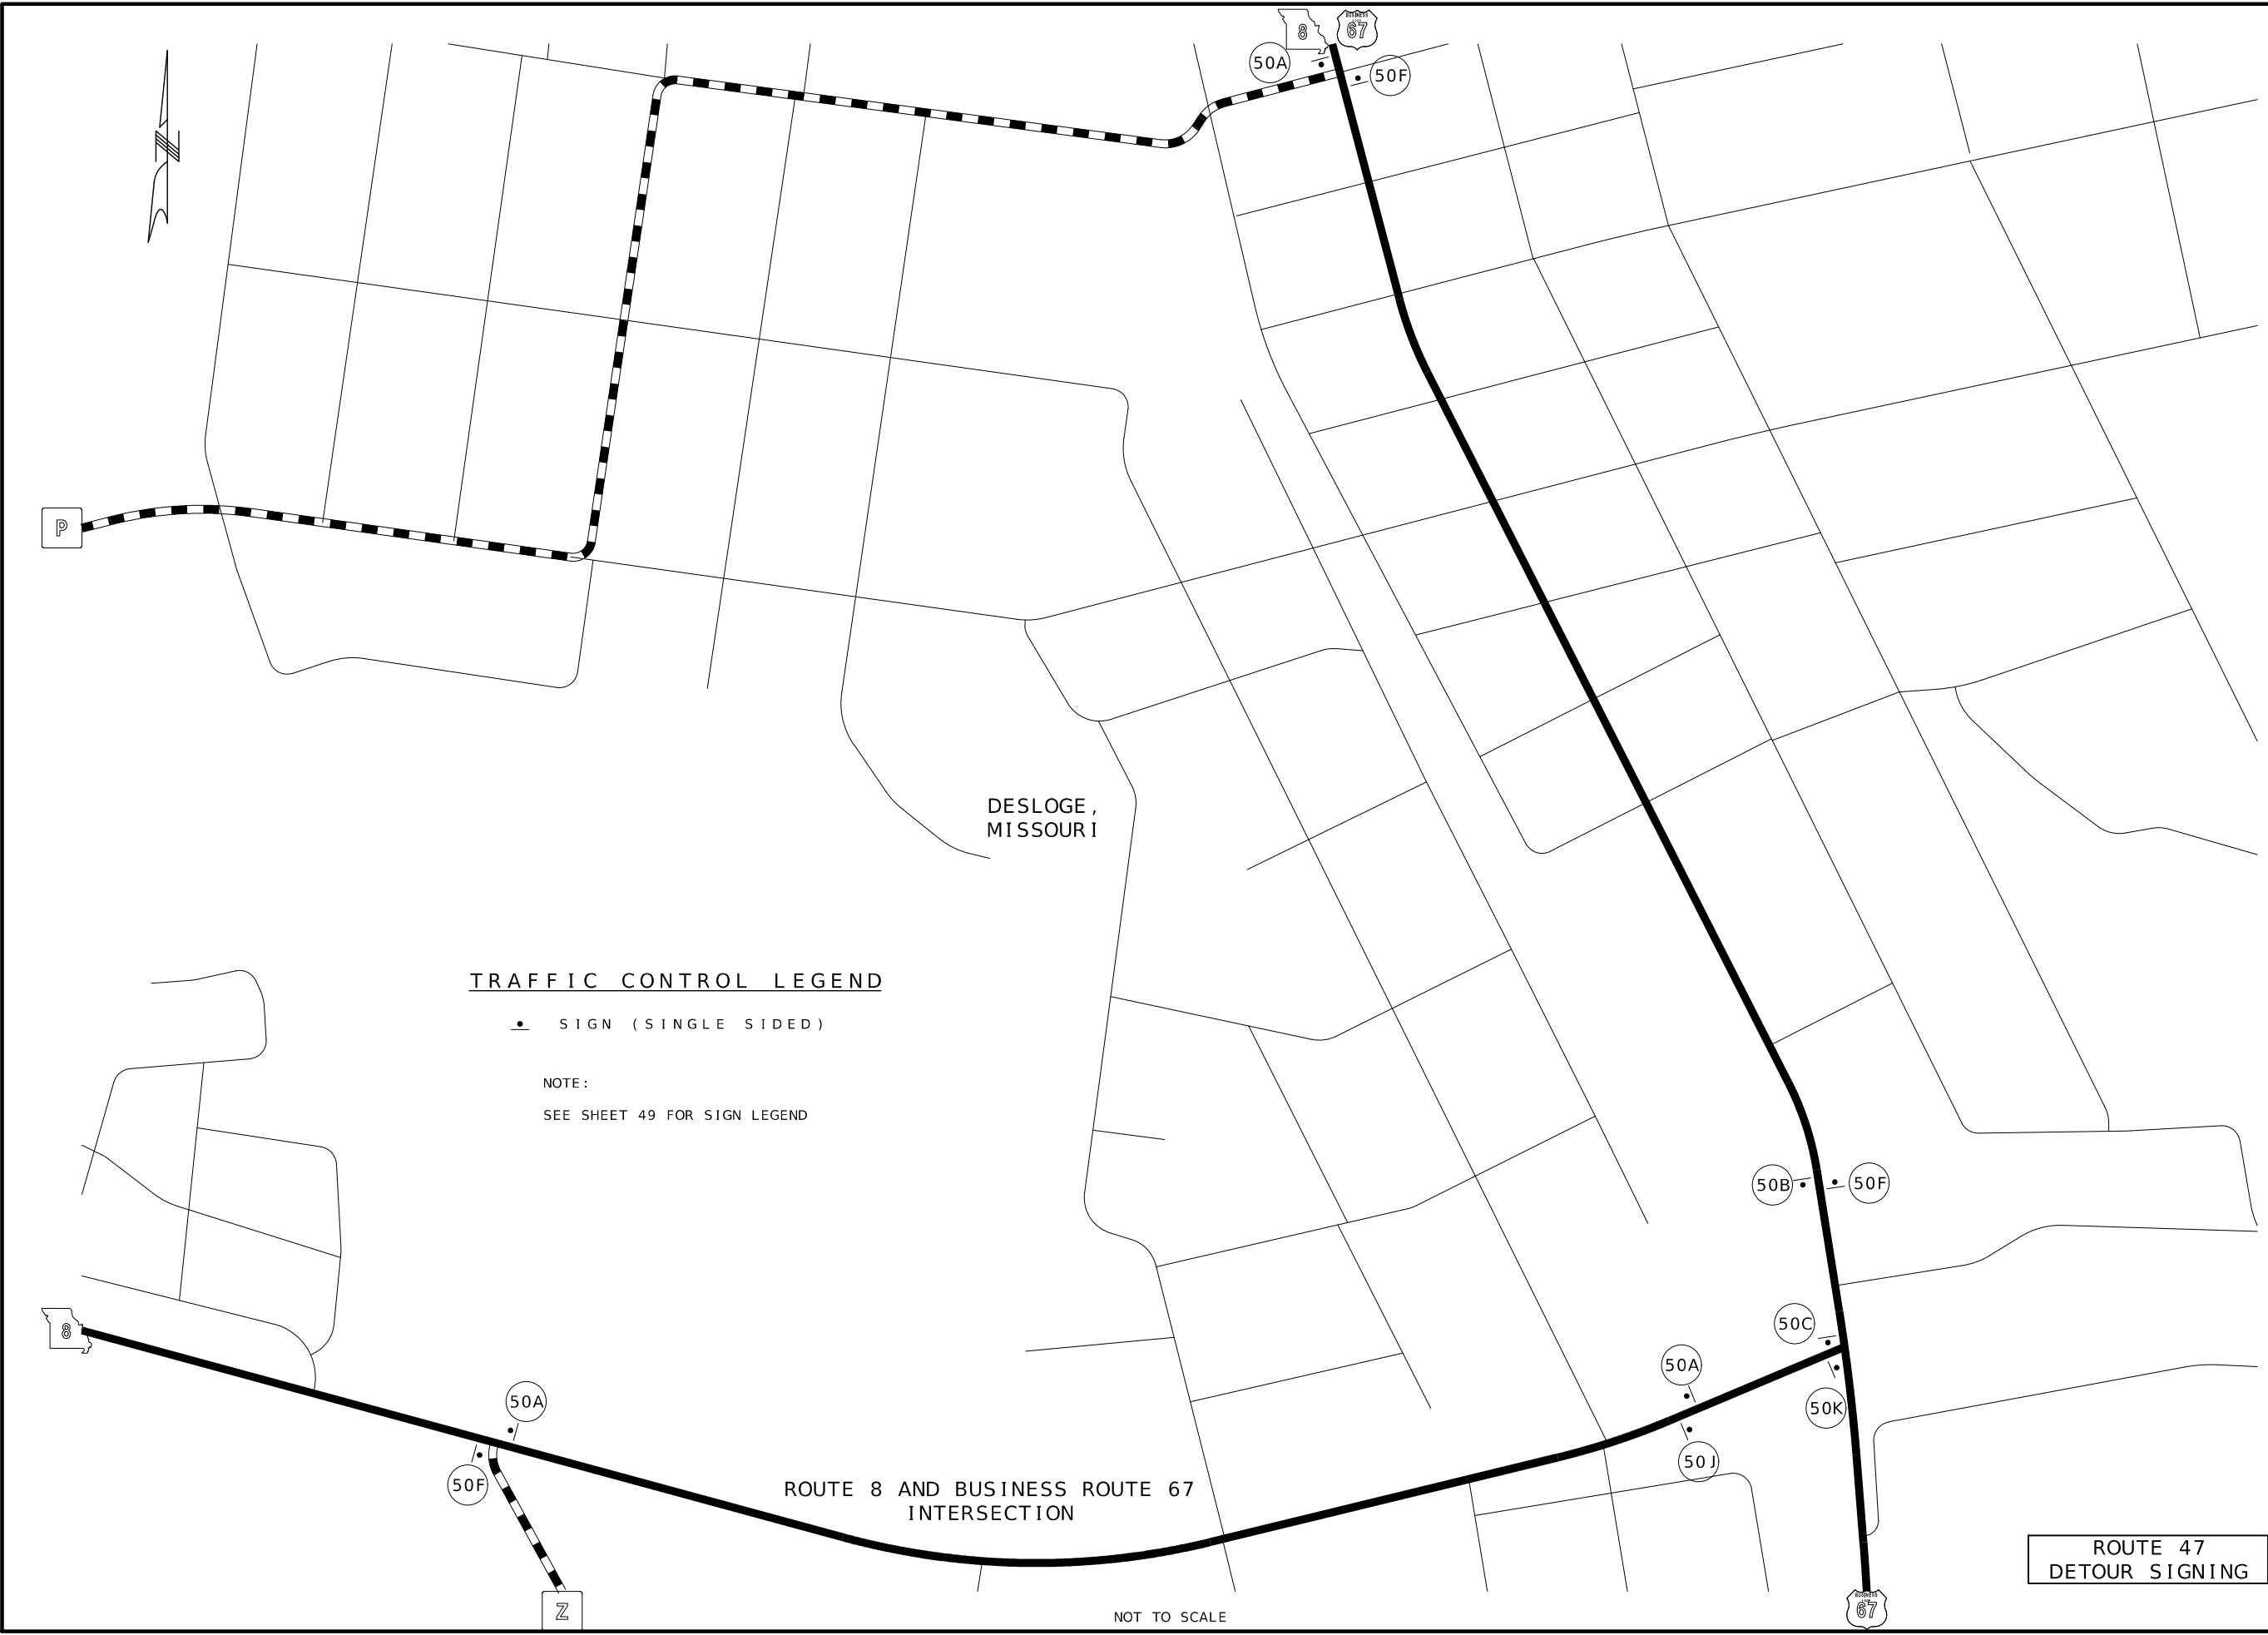 8
BUSINESS
67
50A
50F
N
P
DESLOGE,
MISSOURI
TRAFFIC CONTROL LEGEND
SIGN (SINGLE SIDED)
NOTE:
SEE SHEET 49 FOR SIGN LEGEND
50B
50F
50C
8
50A
50K
50A
50J
50F
ROUTE 8 AND BUSINESS ROUTE 67
INTERSECTION
ROUTE 47
DETOUR SIGNING
Z
BUSINESS
67
NOT TO SCALE